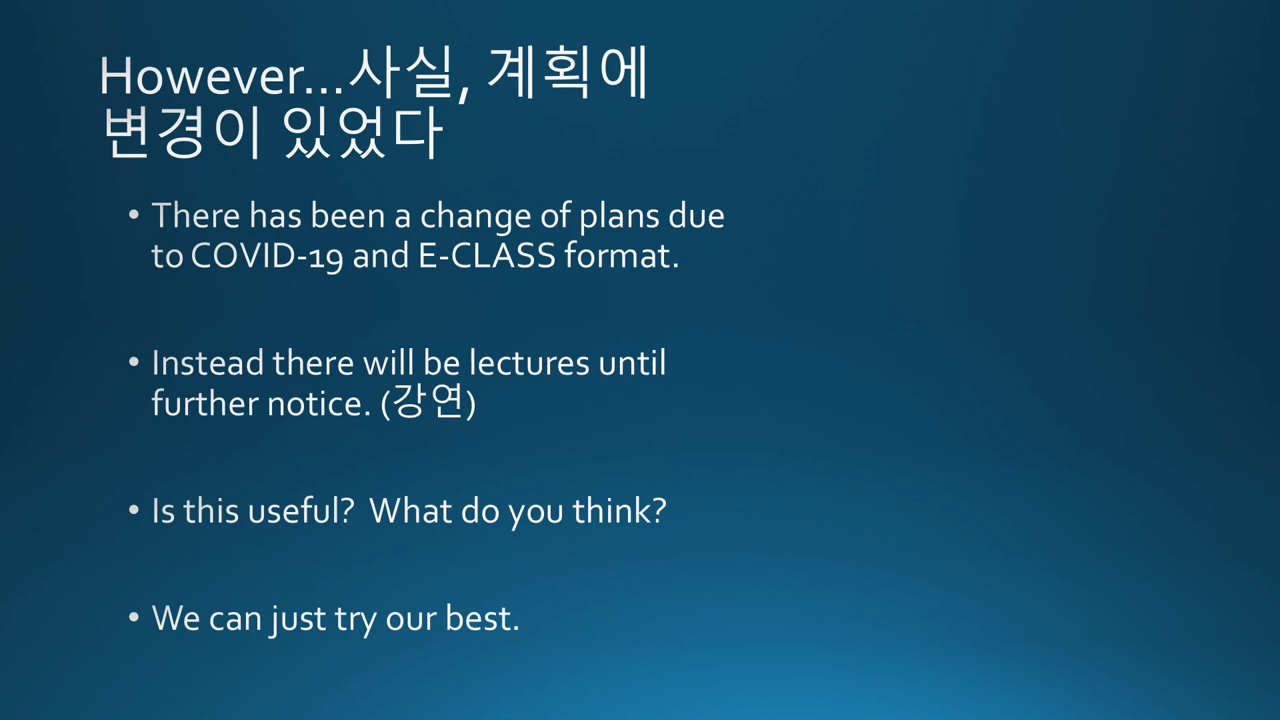 However...사실, 계획에
변경이 있었다
• There has been a change of plans due
to COVID-19 and E-CLASS format.
• Instead there will be lectures until
further notice. (강연)
• Is this useful?  What do you think?
• We can just try our best.